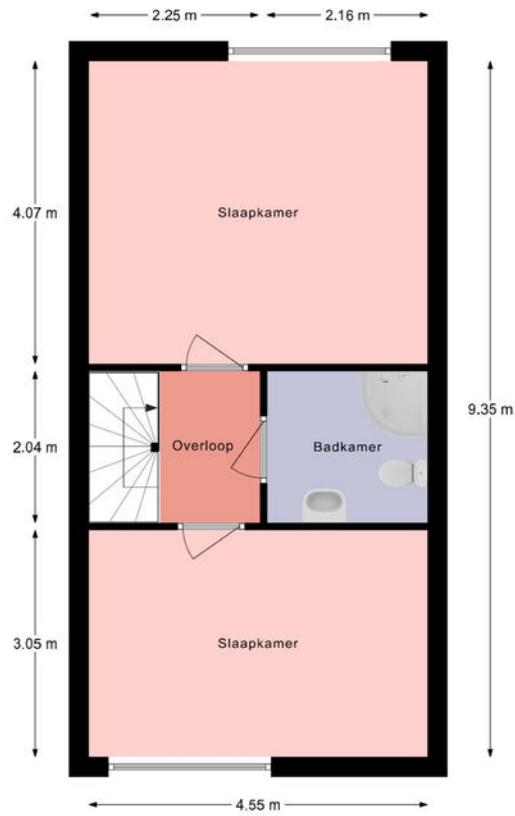 2.25 m 2.16 m
Slaapkamer
4.07 m
9.35 m
Overloop Badkamer
2.04 m
Slaapkamer
3.05 m
4.55 m